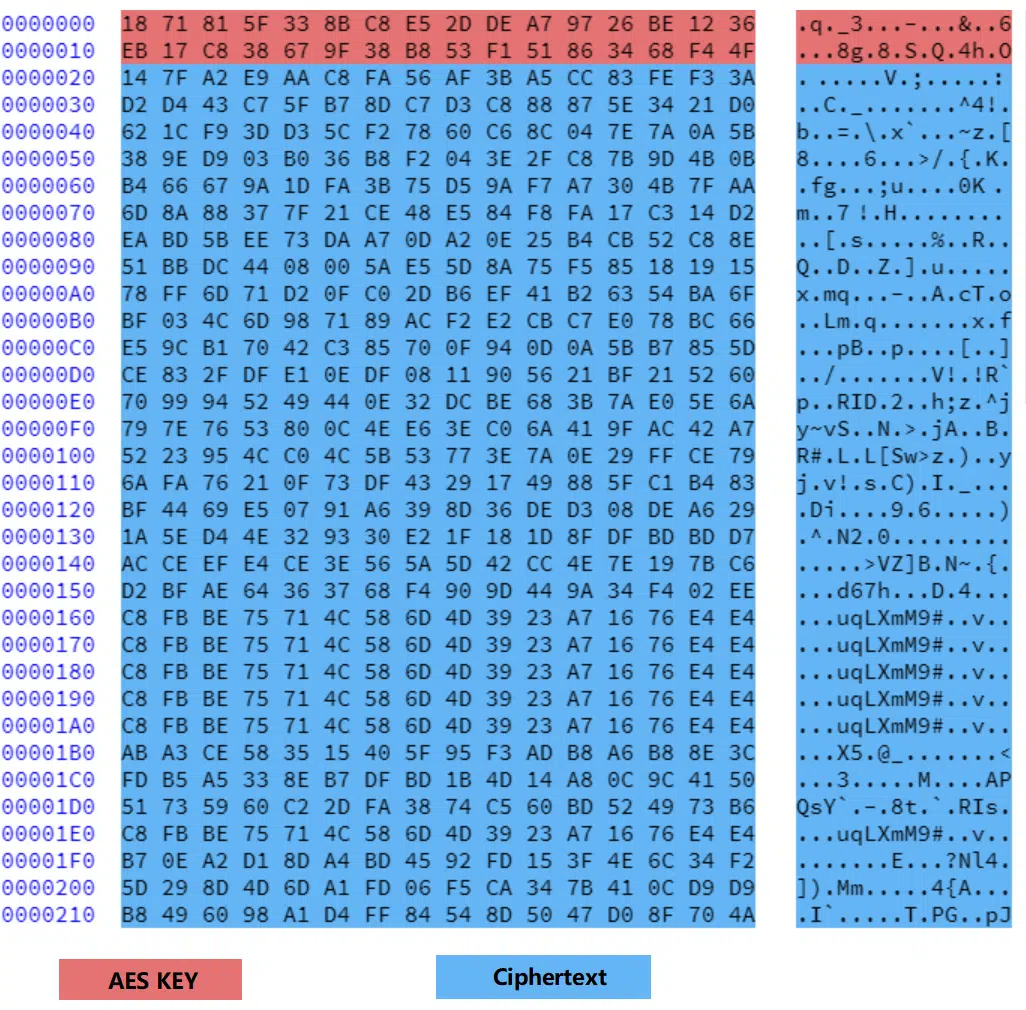 0000000 18 71 81 5F 33 8B C8 E5 2D DE A7 97 26 BE 12 36 .q._3...-...&..6
0000010 EB 17 C8 38 67 9F 38 B8 53 F1 51 86 34 68 F4 4F ...8g.8.S.Q.4h.O
0000020 14 7F A2 E9 AA C8 FA 56 AF 3B A5 CC 83 FE F3 3A . .....V.;.....:
0000030 D2 D4 43 C7 5F B7 8D C7 D3 C8 88 87 5E 34 21 D0 ..C._.......^4!.
0000040 62 1C F9 3D D3 5C F2 78 60 C6 8C 04 7E 7A 0A 5B b..=.\.x`...~z.[
0000050 38 9E D9 03 B0 36 B8 F2 04 3E 2F C8 7B 9D 4B 0B 8....6...>/.{.K.
0000060 B4 66 67 9A 1D FA 3B 75 D5 9A F7 A7 30 4B 7F AA .fg...;u....0K .
0000070 6D 8A 88 37 7F 21 CE 48 E5 84 F8 FA 17 C3 14 D2 m..7 !.H........
0000080 EA BD 5B EE 73 DA A7 0D A2 0E 25 B4 CB 52 C8 8E ..[.s.....%..R..
0000090 51 BB DC 44 08 00 5A E5 5D 8A 75 F5 85 18 19 15 Q..D..Z.].u.....
00000A0 78 FF 6D 71 D2 0F C0 2D B6 EF 41 B2 63 54 BA 6F x.mq...-..A.cT.o
00000B0 BF 03 4C 6D 98 71 89 AC F2 E2 CB C7 E0 78 BC 66 ..Lm.q.......x.f
00000C0 E5 9C B1 70 42 C3 85 70 0F 94 0D 0A 5B B7 85 5D ...pB..p....[..]
00000D0 CE 83 2F DF E1 0E DF 08 11 90 56 21 BF 21 52 60 ../.......V!.!R`
00000E0 70 99 94 52 49 44 0E 32 DC BE 68 3B 7A E0 5E 6A p..RID.2..h;z.^j
00000F0 79 7E 76 53 80 0C 4E E6 3E C0 6A 41 9F AC 42 A7 y~vS..N.>.jA..B.
0000100 52 23 95 4C C0 4C 5B 53 77 3E 7A 0E 29 FF CE 79 R#.L.L[Sw>z.)..y
0000110 6A FA 76 21 0F 73 DF 43 29 17 49 88 5F C1 B4 83 j.v!.s.C).I._...
0000120 BF 44 69 E5 07 91 A6 39 8D 36 DE D3 08 DE A6 29 .Di....9.6.....)
0000130 1A 5E D4 4E 32 93 30 E2 1F 18 1D 8F DF BD BD D7 .^.N2.0.........
0000140 AC CE EF E4 CE 3E 56 5A 5D 42 CC 4E 7E 19 7B C6 .....>VZ]B.N~.{.
0000150 D2 BF AE 64 36 37 68 F4 90 9D 44 9A 34 F4 02 EE ...d67h...D.4...
0000160 C8 FB BE 75 71 4C 58 6D 4D 39 23 A7 16 76 E4 E4 ...uqLXmM9#..v..
0000170 C8 FB BE 75 71 4C 58 6D 4D 39 23 A7 16 76 E4 E4 ...uqLXmM9#..v..
0000180 C8 FB BE 75 71 4C 58 6D 4D 39 23 A7 16 76 E4 E4 ...uqLXmM9#..v..
0000190 C8 FB BE 75 71 4C 58 6D 4D 39 23 A7 16 76 E4 E4 ...uqLXmM9#..v..
00001A0 C8 FB BE 75 71 4C 58 6D 4D 39 23 A7 16 76 E4 E4 ...uqLXmM9#..v..
00001B0 AB A3 CE 58 35 15 40 5F 95 F3 AD B8 A6 B8 8E 3C ...X5.@_.......<
00001C0 FD B5 A5 33 8E B7 DF BD 1B 4D 14 A8 0C 9C 41 50 ...3.....M....AP
00001D0 51 73 59 60 C2 2D FA 38 74 C5 60 BD 52 49 73 B6 QsY`.-.8t.`.RIs.
00001E0 C8 FB BE 75 71 4C 58 6D 4D 39 23 A7 16 76 E4 E4 ...uqLXmM9#..v..
00001F0 B7 0E A2 D1 8D A4 BD 45 92 FD 15 3F 4E 6C 34 F2 .......E...?Nl4.
0000200 5D 29 8D 4D 6D A1 FD 06 F5 CA 34 7B 41 0C D9 D9 ]).Mm.....4{A...
0000210 B8 49 60 98 A1 D4 FF 84 54 8D 50 47 D0 8F 70 4A .I`.....T.PG..pJ
AES KEY
Ciphertext